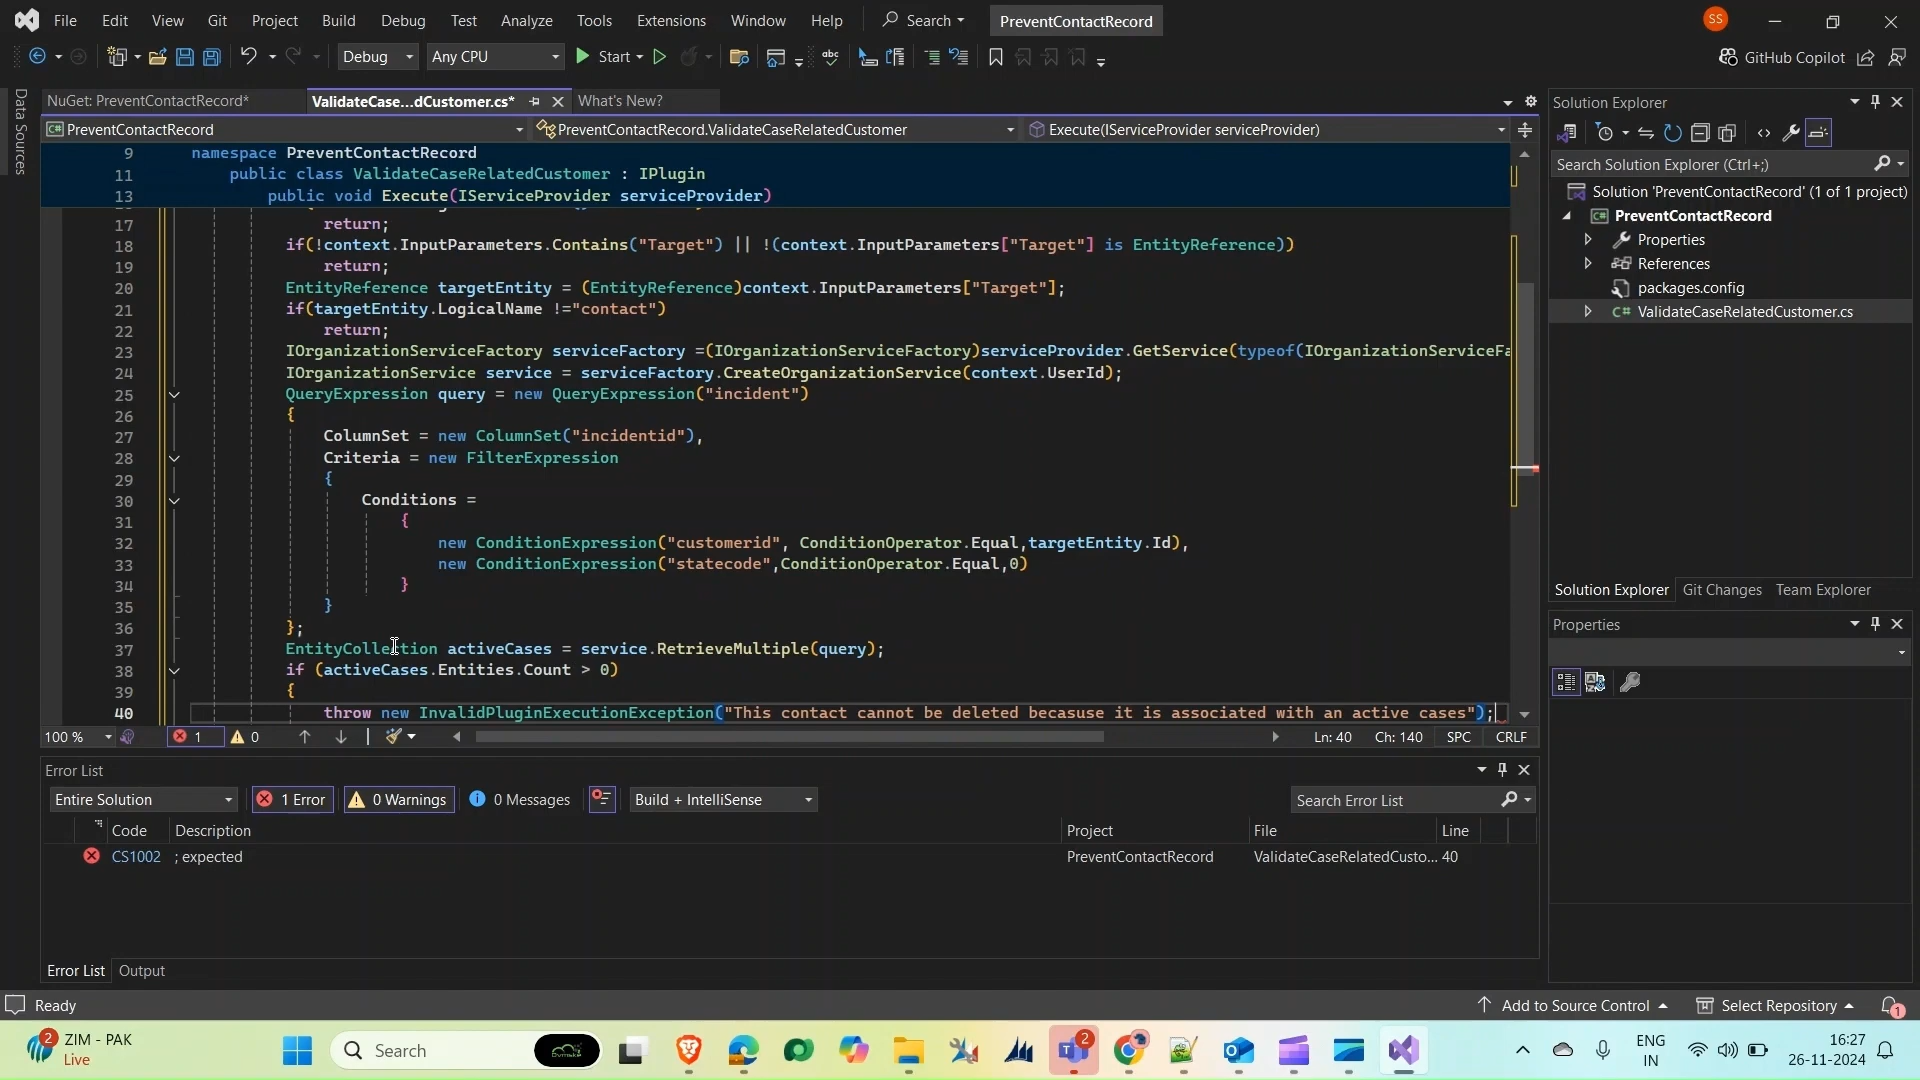 File Edit View Git Project Build Debug Test Analyze Tools Extensions Window Help Search PreventContactRecord SS
Debug Any CPU Start abc GitHub Copilot
Data Sources
NuGet: PreventContactRecord* ValidateCase...dCustomer.cs* What's New?
PreventContactRecord PreventContactRecord.ValidateCaseRelatedCustomer Execute(IServiceProvider serviceProvider)
9 namespace PreventContactRecord
11 public class ValidateCaseRelatedCustomer : IPlugin
13 public void Execute(IServiceProvider serviceProvider)
17 return;
18 if(!context.InputParameters.Contains("Target") || !(context.InputParameters["Target"] is EntityReference))
19 return;
20 EntityReference targetEntity = (EntityReference)context.InputParameters["Target"];
21 if(targetEntity.LogicalName !="contact")
22 return;
23 IOrganizationServiceFactory serviceFactory =(IOrganizationServiceFactory)serviceProvider.GetService(typeof(IOrganizationServiceFa
24 IOrganizationService service = serviceFactory.CreateOrganizationService(context.UserId);
25 QueryExpression query = new QueryExpression("incident")
26 {
27 ColumnSet = new ColumnSet("incidentid"),
28 Criteria = new FilterExpression
29 {
30 Conditions =
31 {
32 new ConditionExpression("customerid", ConditionOperator.Equal,targetEntity.Id),
33 new ConditionExpression("statecode",ConditionOperator.Equal,0)
34 }
35 }
36 };
37 EntityCollection activeCases = service.RetrieveMultiple(query);
38 if (activeCases.Entities.Count > 0)
39 {
40 throw new InvalidPluginExecutionException("This contact cannot be deleted becasuse it is associated with an active cases");
100 % 1 0 Ln: 40 Ch: 140 SPC CRLF
Error List
Entire Solution 1 Error 0 Warnings 0 Messages Build + IntelliSense Search Error List
Code Description Project File Line
CS1002 ; expected PreventContactRecord ValidateCaseRelatedCusto... 40
Error List Output
Solution Explorer
Search Solution Explorer (Ctrl+;)
Solution 'PreventContactRecord' (1 of 1 project)
PreventContactRecord
Properties
References
packages.config
C# ValidateCaseRelatedCustomer.cs
Solution Explorer Git Changes Team Explorer
Properties
Ready Add to Source Control Select Repository 1
2 ZIM - PAK
Live
Search
2
ENG
IN
16:27
26-11-2024